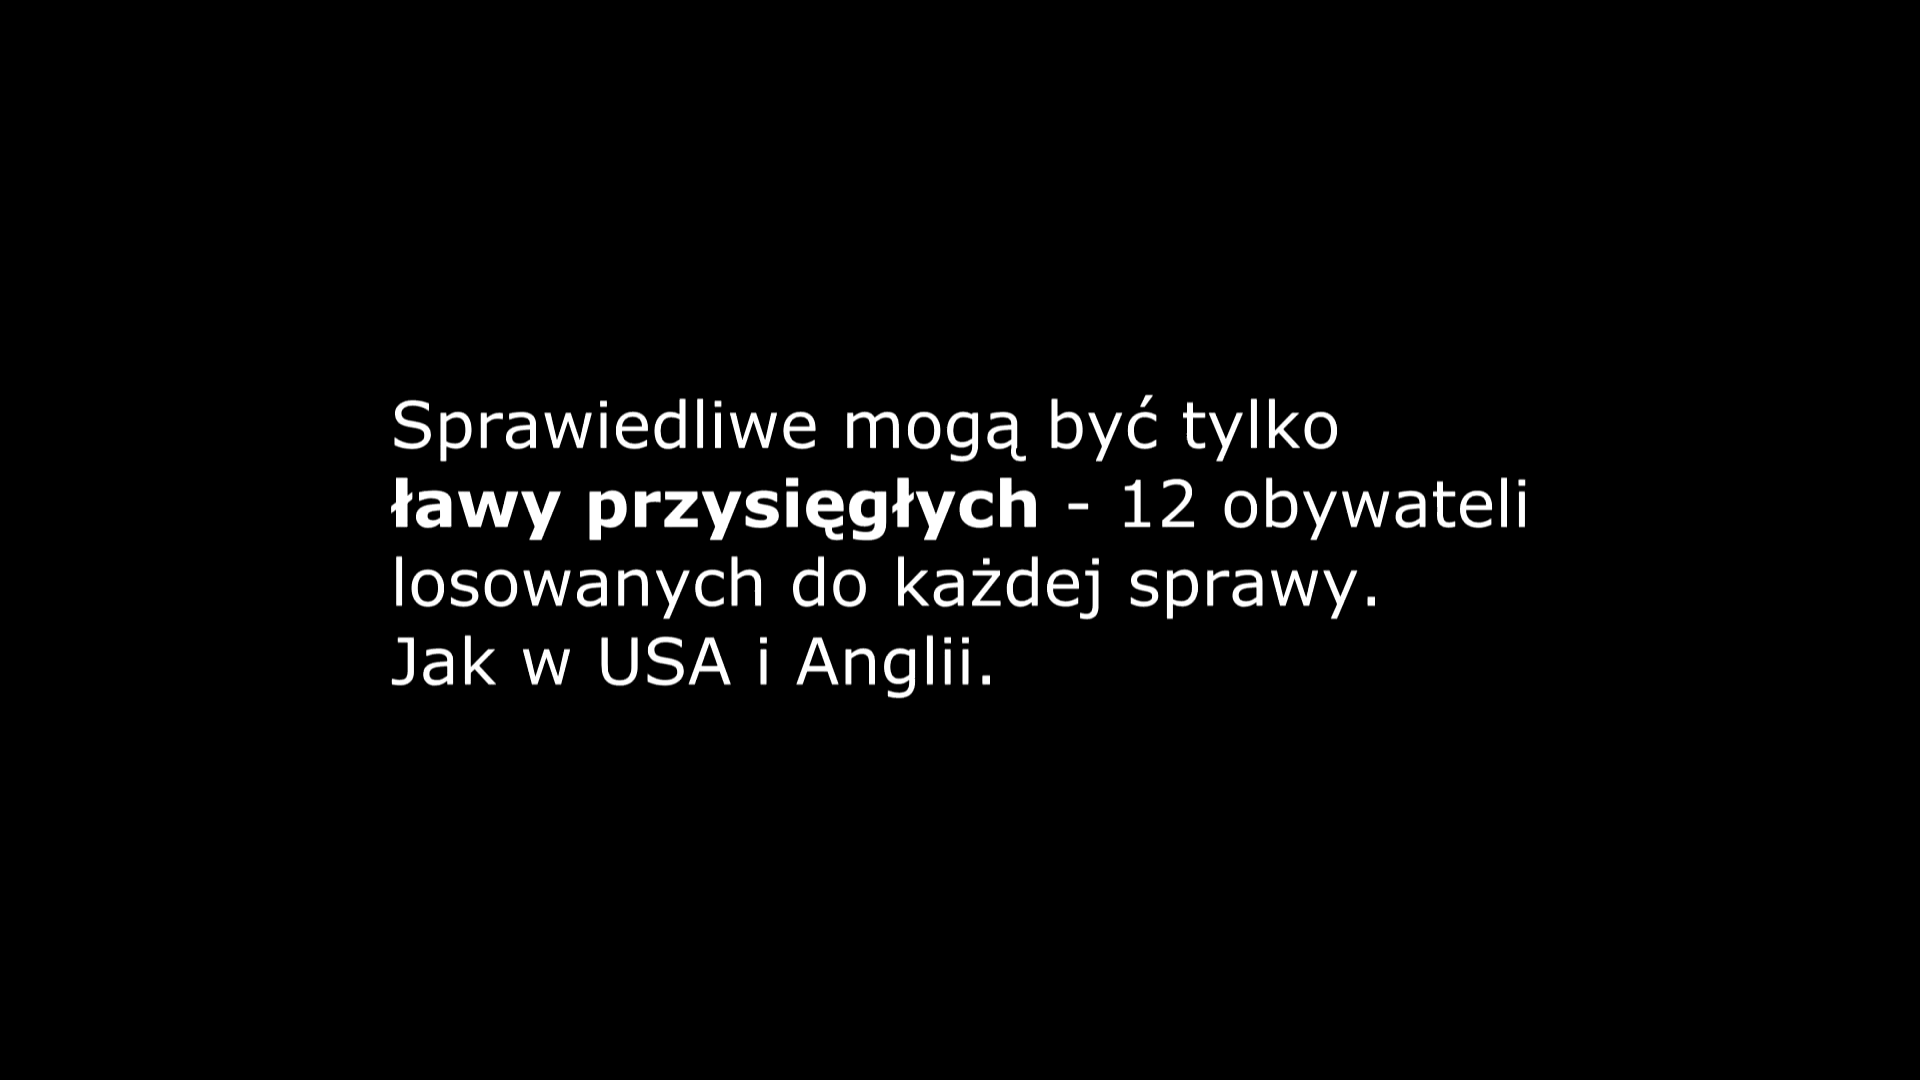 Sprawiedliwe mogą być tylko
ławy przysięgłych - 12 obywateli
losowanych do każdej sprawy.
Jak w USA i Anglii.